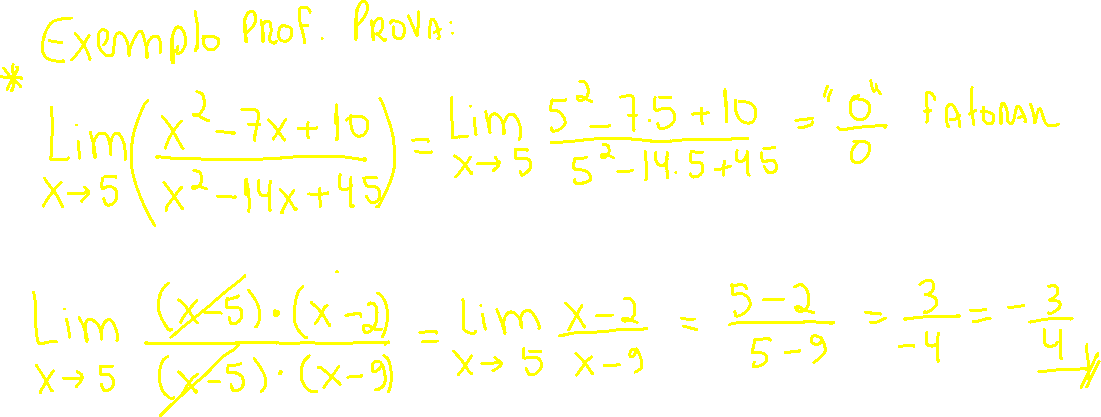 Exemplo PROF. PROVA:
* Lim x→5 (x²-7x+10 / x²-14x+45) = Lim x→5 5²-7.5+10 / 5²-14.5+45 = "0/0" fatorar
Lim x→5 (x-5)·(x-2) / (x-5)·(x-9) = Lim x→5 x-2 / x-9 = 5-2 / 5-9 = 3 / -4 = -3/4